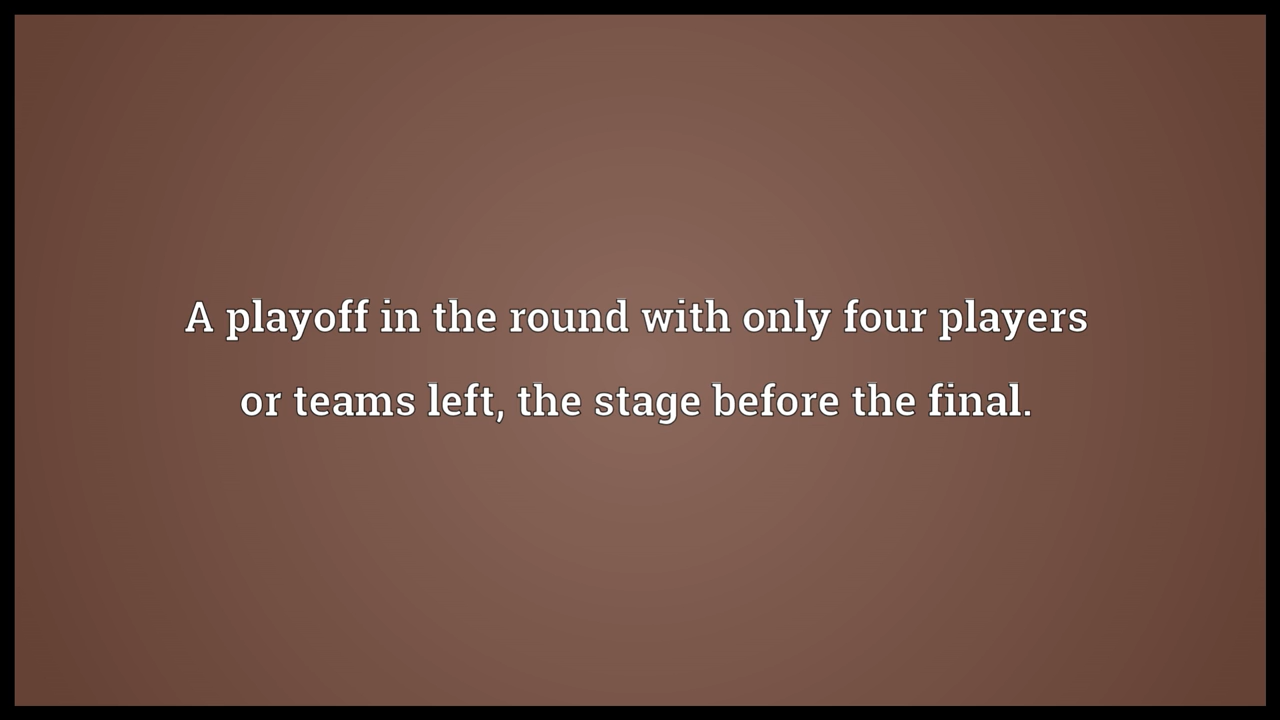 A playoff in the round with only four players
or teams left, the stage before the final.